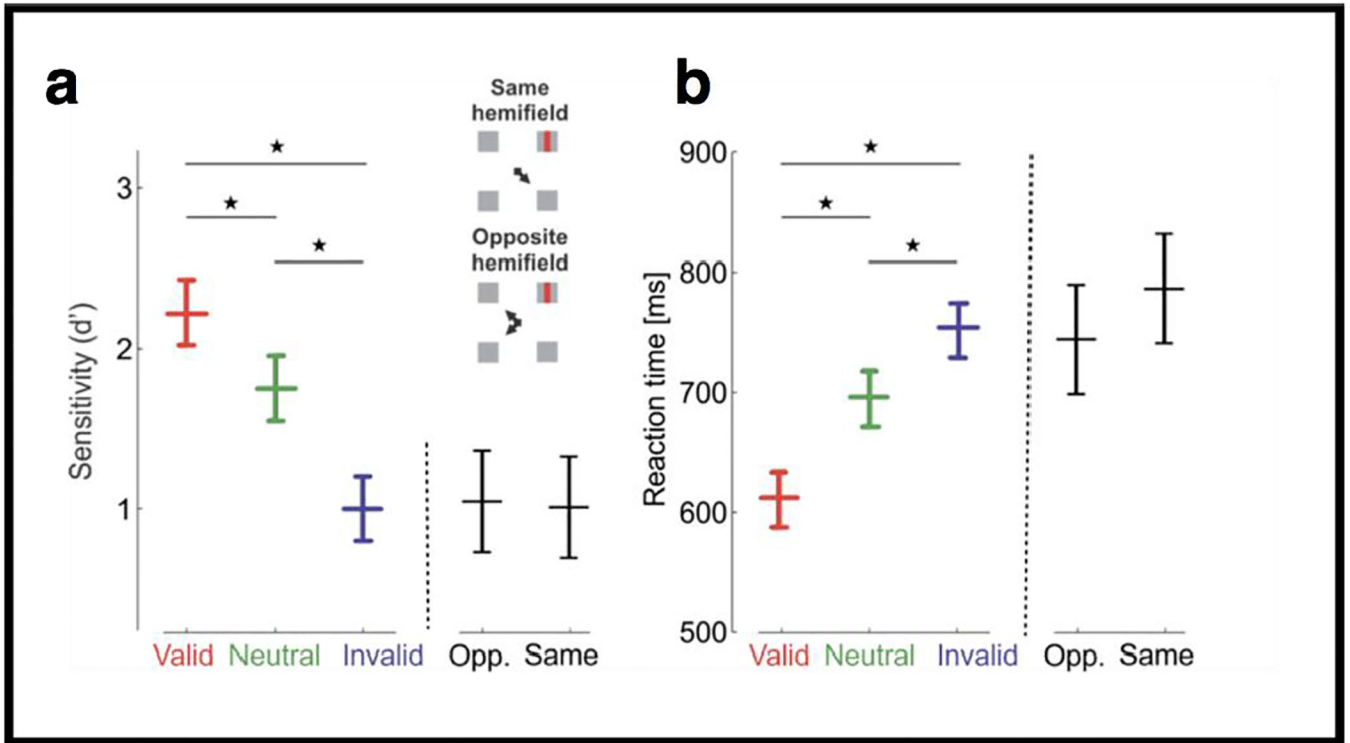 a
Same
hemifield
Opposite
hemifield
★
★
★
3
2
1
Sensitivity (d')
Valid Neutral Invalid Opp. Same
b
★
★
★
900
800
700
600
500
Reaction time [ms]
Valid Neutral Invalid Opp. Same